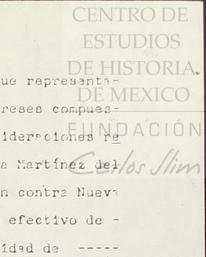 CENTRO DE
ESTUDIOS
DE HISTORIA
DE MEXICO
FUNDACIÓN
Carlos Slim
ue representa-
reses compues-
ideraciones re
s Martínez del
n contra Nueva
efectivo de -
idad de -----